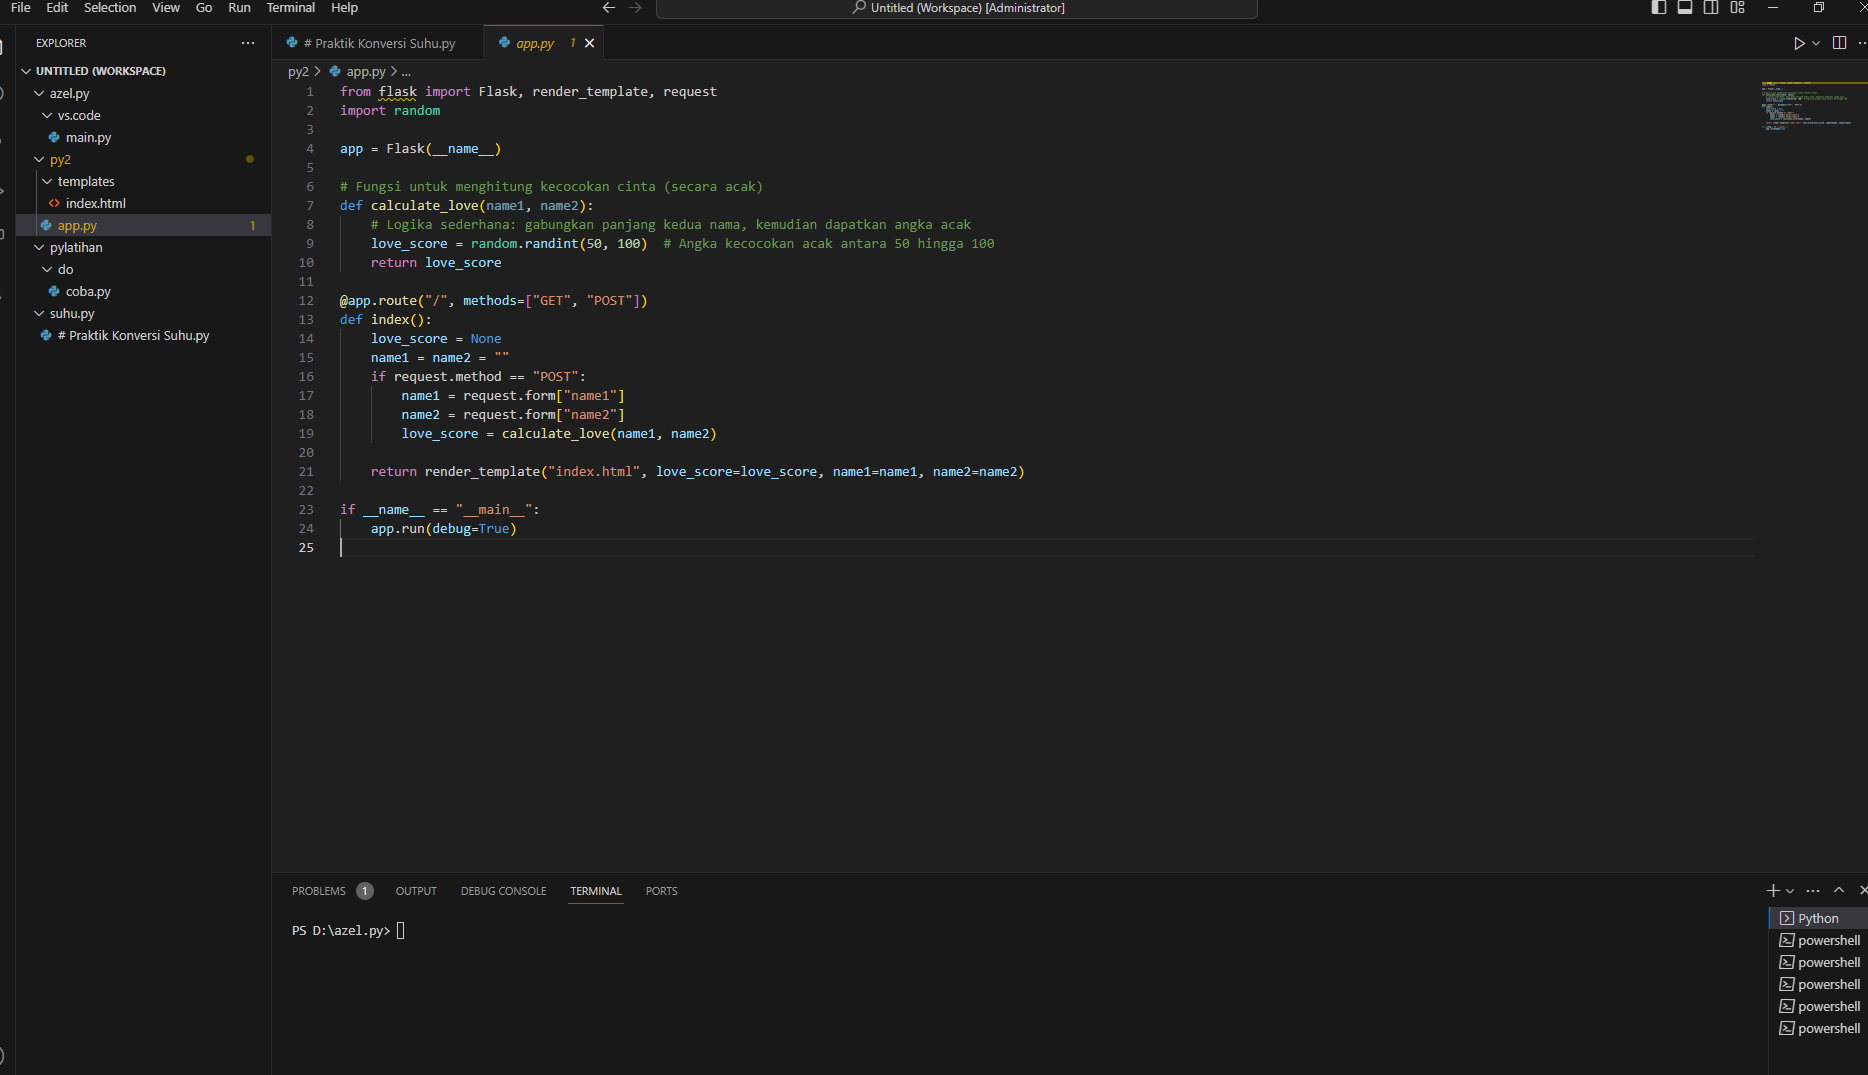 File Edit Selection View Go Run Terminal Help
Untitled (Workspace) [Administrator]
EXPLORER
UNTITLED (WORKSPACE)
azel.py
vs.code
main.py
py2
templates
index.html
app.py 1
pylatihan
do
coba.py
suhu.py
# Praktik Konversi Suhu.py
# Praktik Konversi Suhu.py app.py 1
py2 > app.py > ...
1 from flask import Flask, render_template, request
2 import random
3
4 app = Flask(__name__)
5
6 # Fungsi untuk menghitung kecocokan cinta (secara acak)
7 def calculate_love(name1, name2):
8 # Logika sederhana: gabungkan panjang kedua nama, kemudian dapatkan angka acak
9 love_score = random.randint(50, 100) # Angka kecocokan acak antara 50 hingga 100
10 return love_score
11
12 @app.route("/", methods=["GET", "POST"])
13 def index():
14 love_score = None
15 name1 = name2 = ""
16 if request.method == "POST":
17 name1 = request.form["name1"]
18 name2 = request.form["name2"]
19 love_score = calculate_love(name1, name2)
20
21 return render_template("index.html", love_score=love_score, name1=name1, name2=name2)
22
23 if __name__ == "__main__":
24 app.run(debug=True)
25
PROBLEMS 1 OUTPUT DEBUG CONSOLE TERMINAL PORTS
PS D:\azel.py>
Python
powershell
powershell
powershell
powershell
powershell